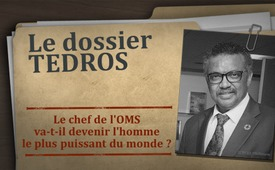 Le dossier
TEDROS
Le chef de l'OMS
va-t-il devenir l'homme
le plus puissant du monde ?